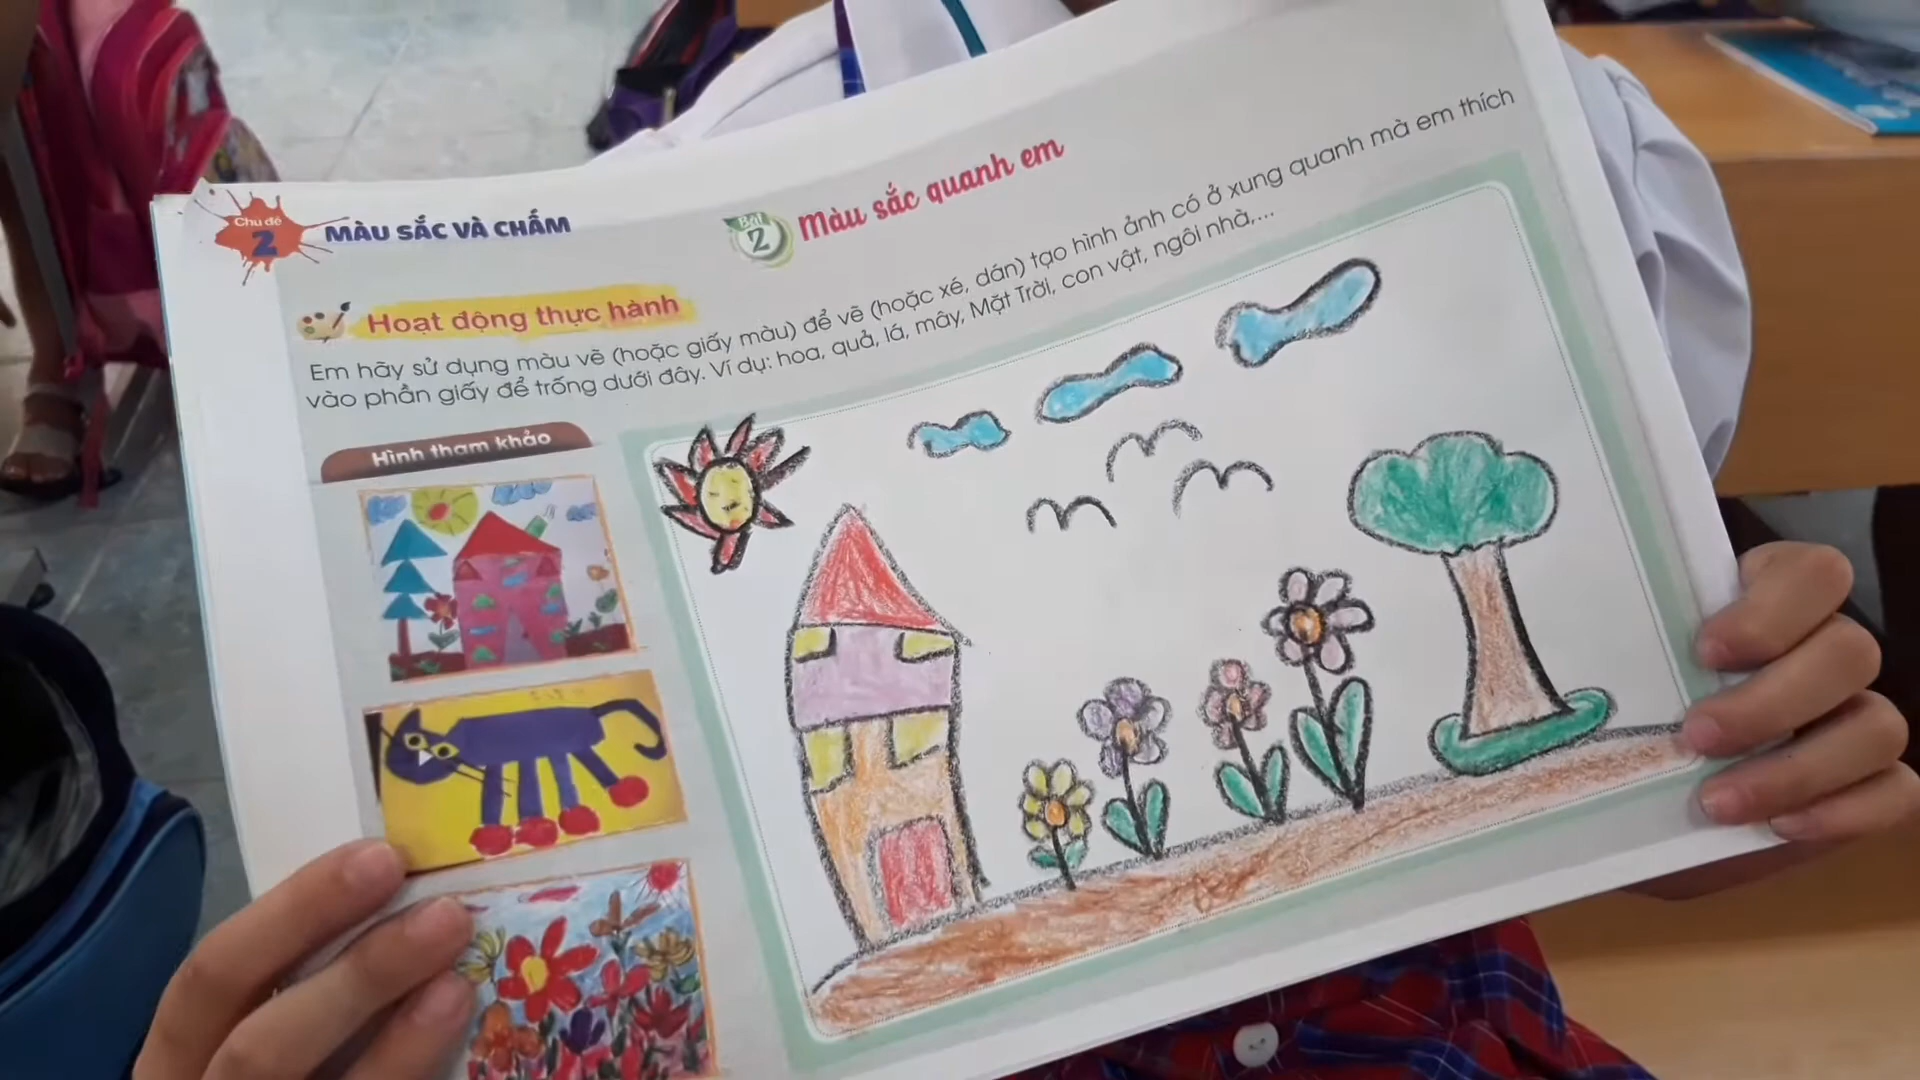 Chủ đề
2
MÀU SẮC VÀ CHẤM
Bài
2
Màu sắc quanh em
Hoạt động thực hành
Em hãy sử dụng màu vẽ (hoặc giấy màu) để vẽ (hoặc xé, dán) tạo hình ảnh có ở xung quanh mà em thích
vào phần giấy để trống dưới đây. Ví dụ: hoa, quả, lá, mây, Mặt Trời, con vật, ngôi nhà,...
Hình tham khảo